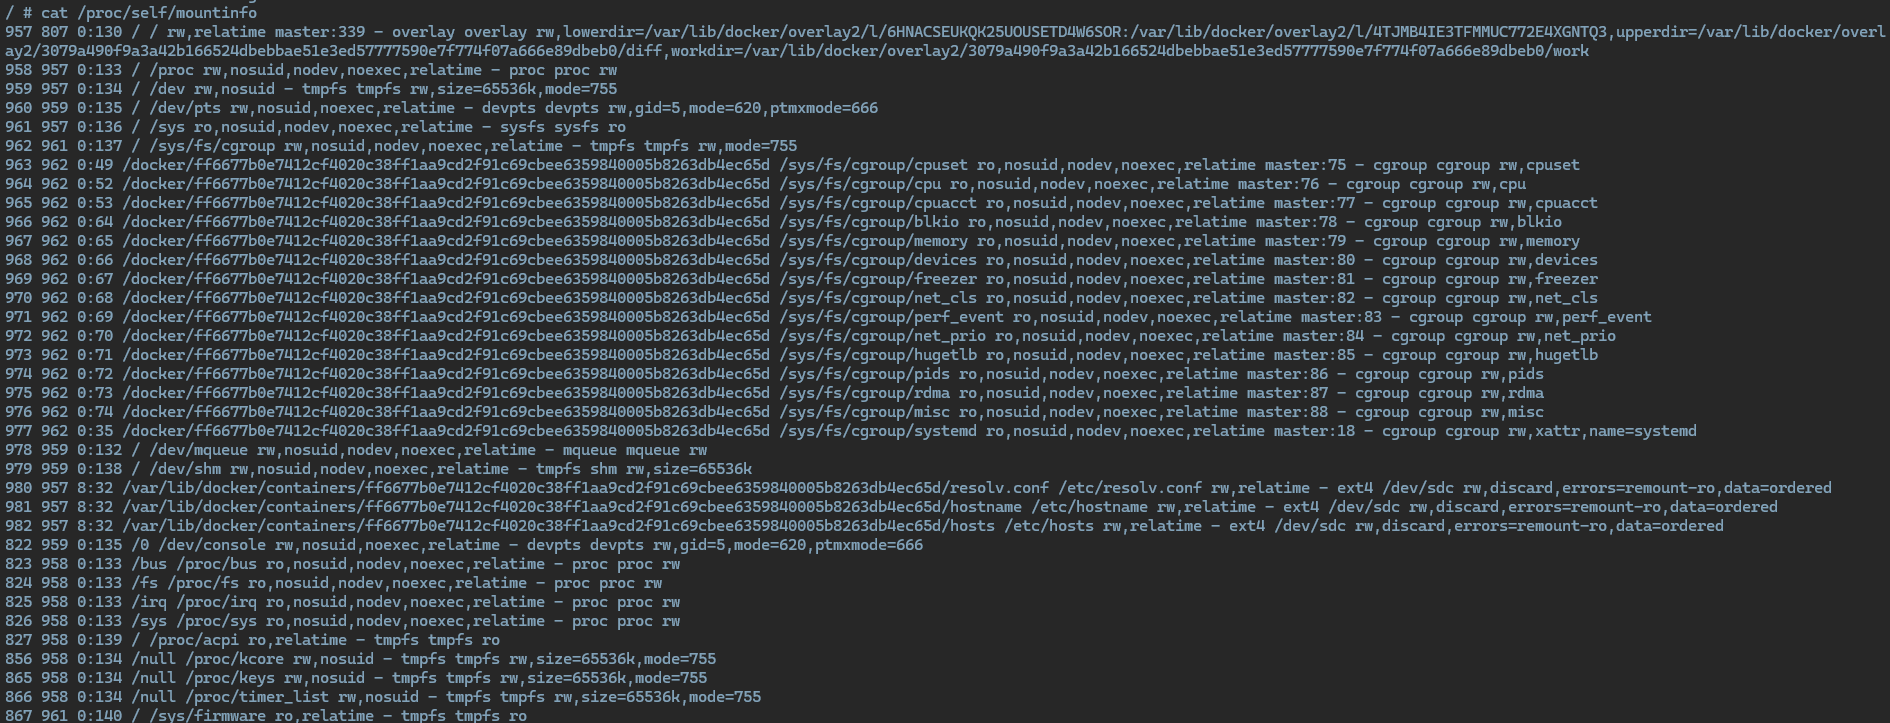 / # cat /proc/self/mountinfo
957 807 0:130 / / rw,relatime master:339 - overlay overlay rw,lowerdir=/var/lib/docker/overlay2/l/6HNACSEUKQK25UOUSETD4W6SOR:/var/lib/docker/overlay2/l/4TJMB4IE3TFMMUC772E4XGNTQ3,upperdir=/var/lib/docker/overl
ay2/3079a490f9a3a42b166524dbebbae51e3ed57777590e7f774f07a666e89dbeb0/diff,workdir=/var/lib/docker/overlay2/3079a490f9a3a42b166524dbebbae51e3ed57777590e7f774f07a666e89dbeb0/work
958 957 0:133 / /proc rw,nosuid,nodev,noexec,relatime - proc proc rw
959 957 0:134 / /dev rw,nosuid - tmpfs tmpfs rw,size=65536k,mode=755
960 959 0:135 / /dev/pts rw,nosuid,noexec,relatime - devpts devpts rw,gid=5,mode=620,ptmxmode=666
961 957 0:136 / /sys ro,nosuid,nodev,noexec,relatime - sysfs sysfs ro
962 961 0:137 / /sys/fs/cgroup rw,nosuid,nodev,noexec,relatime - tmpfs tmpfs rw,mode=755
963 962 0:49 /docker/ff6677b0e7412cf4020c38ff1aa9cd2f91c69cbee6359840005b8263db4ec65d /sys/fs/cgroup/cpuset ro,nosuid,nodev,noexec,relatime master:75 - cgroup cgroup rw,cpuset
964 962 0:52 /docker/ff6677b0e7412cf4020c38ff1aa9cd2f91c69cbee6359840005b8263db4ec65d /sys/fs/cgroup/cpu ro,nosuid,nodev,noexec,relatime master:76 - cgroup cgroup rw,cpu
965 962 0:53 /docker/ff6677b0e7412cf4020c38ff1aa9cd2f91c69cbee6359840005b8263db4ec65d /sys/fs/cgroup/cpuacct ro,nosuid,nodev,noexec,relatime master:77 - cgroup cgroup rw,cpuacct
966 962 0:64 /docker/ff6677b0e7412cf4020c38ff1aa9cd2f91c69cbee6359840005b8263db4ec65d /sys/fs/cgroup/blkio ro,nosuid,nodev,noexec,relatime master:78 - cgroup cgroup rw,blkio
967 962 0:65 /docker/ff6677b0e7412cf4020c38ff1aa9cd2f91c69cbee6359840005b8263db4ec65d /sys/fs/cgroup/memory ro,nosuid,nodev,noexec,relatime master:79 - cgroup cgroup rw,memory
968 962 0:66 /docker/ff6677b0e7412cf4020c38ff1aa9cd2f91c69cbee6359840005b8263db4ec65d /sys/fs/cgroup/devices ro,nosuid,nodev,noexec,relatime master:80 - cgroup cgroup rw,devices
969 962 0:67 /docker/ff6677b0e7412cf4020c38ff1aa9cd2f91c69cbee6359840005b8263db4ec65d /sys/fs/cgroup/freezer ro,nosuid,nodev,noexec,relatime master:81 - cgroup cgroup rw,freezer
970 962 0:68 /docker/ff6677b0e7412cf4020c38ff1aa9cd2f91c69cbee6359840005b8263db4ec65d /sys/fs/cgroup/net_cls ro,nosuid,nodev,noexec,relatime master:82 - cgroup cgroup rw,net_cls
971 962 0:69 /docker/ff6677b0e7412cf4020c38ff1aa9cd2f91c69cbee6359840005b8263db4ec65d /sys/fs/cgroup/perf_event ro,nosuid,nodev,noexec,relatime master:83 - cgroup cgroup rw,perf_event
972 962 0:70 /docker/ff6677b0e7412cf4020c38ff1aa9cd2f91c69cbee6359840005b8263db4ec65d /sys/fs/cgroup/net_prio ro,nosuid,nodev,noexec,relatime master:84 - cgroup cgroup rw,net_prio
973 962 0:71 /docker/ff6677b0e7412cf4020c38ff1aa9cd2f91c69cbee6359840005b8263db4ec65d /sys/fs/cgroup/hugetlb ro,nosuid,nodev,noexec,relatime master:85 - cgroup cgroup rw,hugetlb
974 962 0:72 /docker/ff6677b0e7412cf4020c38ff1aa9cd2f91c69cbee6359840005b8263db4ec65d /sys/fs/cgroup/pids ro,nosuid,nodev,noexec,relatime master:86 - cgroup cgroup rw,pids
975 962 0:73 /docker/ff6677b0e7412cf4020c38ff1aa9cd2f91c69cbee6359840005b8263db4ec65d /sys/fs/cgroup/rdma ro,nosuid,nodev,noexec,relatime master:87 - cgroup cgroup rw,rdma
976 962 0:74 /docker/ff6677b0e7412cf4020c38ff1aa9cd2f91c69cbee6359840005b8263db4ec65d /sys/fs/cgroup/misc ro,nosuid,nodev,noexec,relatime master:88 - cgroup cgroup rw,misc
977 962 0:35 /docker/ff6677b0e7412cf4020c38ff1aa9cd2f91c69cbee6359840005b8263db4ec65d /sys/fs/cgroup/systemd ro,nosuid,nodev,noexec,relatime master:18 - cgroup cgroup rw,xattr,name=systemd
978 959 0:132 / /dev/mqueue rw,nosuid,nodev,noexec,relatime - mqueue mqueue rw
979 959 0:138 / /dev/shm rw,nosuid,nodev,noexec,relatime - tmpfs shm rw,size=65536k
980 957 8:32 /var/lib/docker/containers/ff6677b0e7412cf4020c38ff1aa9cd2f91c69cbee6359840005b8263db4ec65d/resolv.conf /etc/resolv.conf rw,relatime - ext4 /dev/sdc rw,discard,errors=remount-ro,data=ordered
981 957 8:32 /var/lib/docker/containers/ff6677b0e7412cf4020c38ff1aa9cd2f91c69cbee6359840005b8263db4ec65d/hostname /etc/hostname rw,relatime - ext4 /dev/sdc rw,discard,errors=remount-ro,data=ordered
982 957 8:32 /var/lib/docker/containers/ff6677b0e7412cf4020c38ff1aa9cd2f91c69cbee6359840005b8263db4ec65d/hosts /etc/hosts rw,relatime - ext4 /dev/sdc rw,discard,errors=remount-ro,data=ordered
822 959 0:135 /0 /dev/console rw,nosuid,noexec,relatime - devpts devpts rw,gid=5,mode=620,ptmxmode=666
823 958 0:133 /bus /proc/bus ro,nosuid,nodev,noexec,relatime - proc proc rw
824 958 0:133 /fs /proc/fs ro,nosuid,nodev,noexec,relatime - proc proc rw
825 958 0:133 /irq /proc/irq ro,nosuid,nodev,noexec,relatime - proc proc rw
826 958 0:133 /sys /proc/sys ro,nosuid,nodev,noexec,relatime - proc proc rw
827 958 0:139 / /proc/acpi ro,relatime - tmpfs tmpfs ro
856 958 0:134 /null /proc/kcore rw,nosuid - tmpfs tmpfs rw,size=65536k,mode=755
865 958 0:134 /null /proc/keys rw,nosuid - tmpfs tmpfs rw,size=65536k,mode=755
866 958 0:134 /null /proc/timer_list rw,nosuid - tmpfs tmpfs rw,size=65536k,mode=755
867 961 0:140 / /sys/firmware ro,relatime - tmpfs tmpfs ro